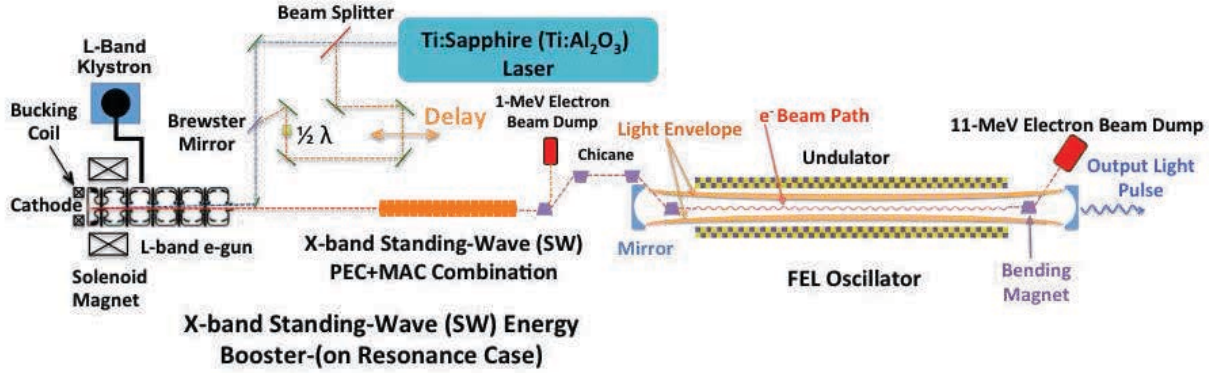 Beam Splitter
Ti:Sapphire (Ti:Al₂O₃)
Laser
L-Band
Klystron
Bucking
Coil
Brewster
Mirror
½ λ
Delay
1-MeV Electron
Beam Dump
Chicane
Light Envelope
e⁻ Beam Path
Undulator
11-MeV Electron Beam Dump
Output Light
Pulse
Cathode
L-band e-gun
Solenoid
Magnet
X-band Standing-Wave (SW)
PEC+MAC Combination
Mirror
FEL Oscillator
Bending
Magnet
X-band Standing-Wave (SW) Energy
Booster-(on Resonance Case)